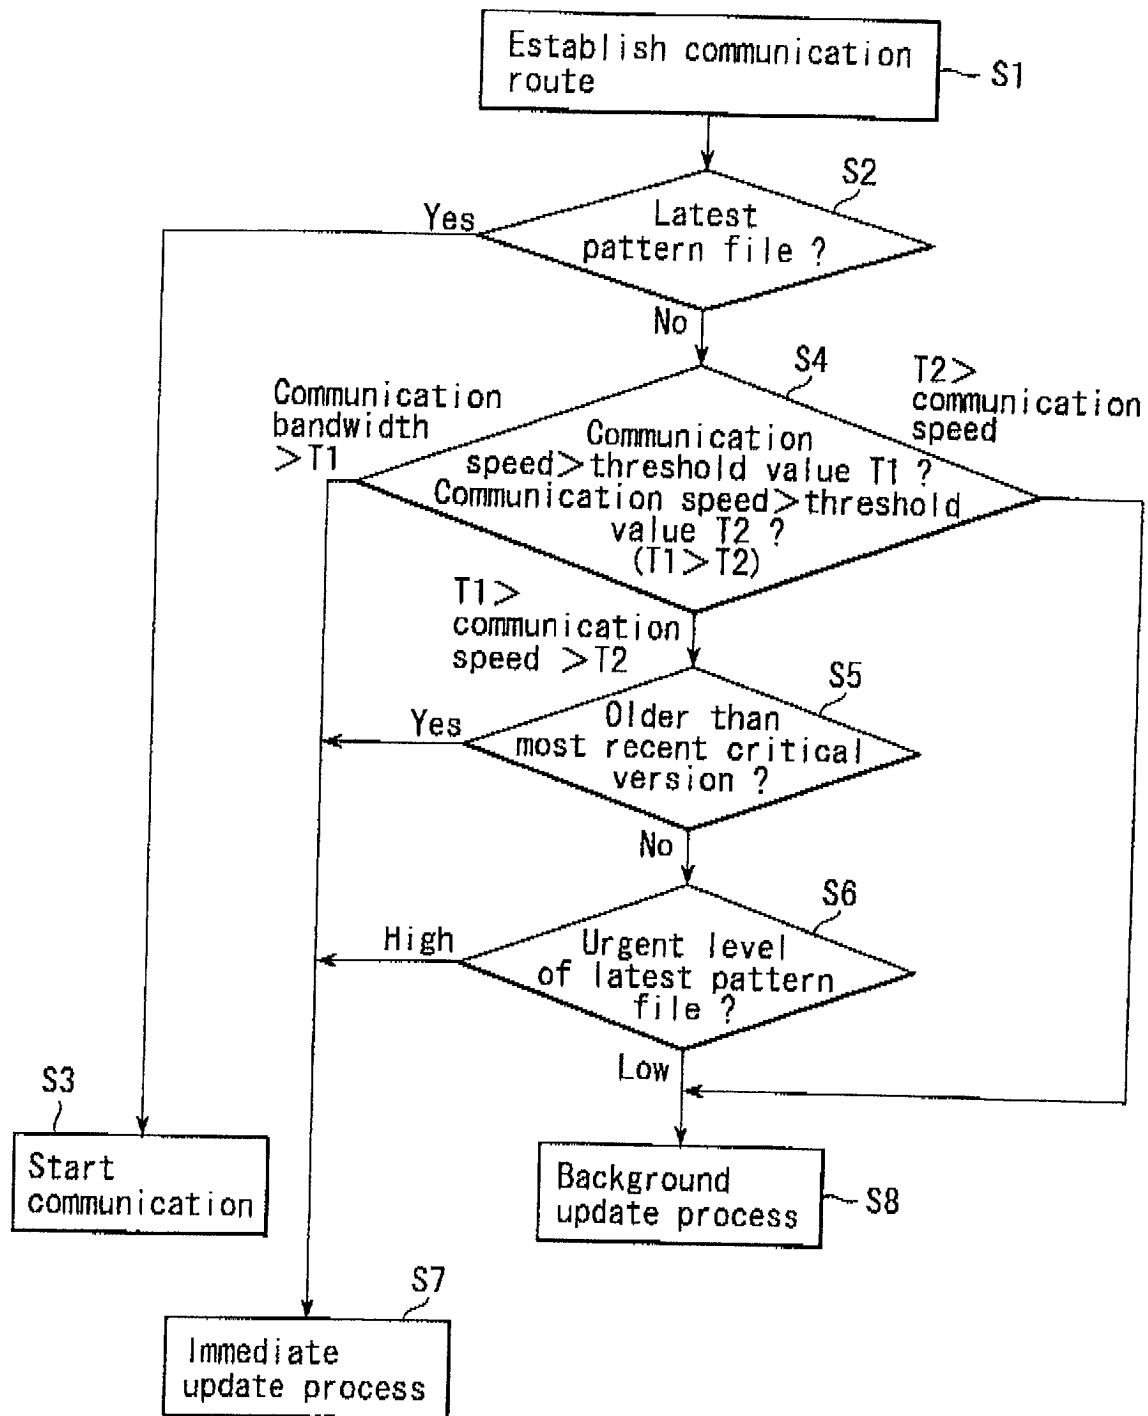 Establish communication
route
S1
S2
Yes
Latest
pattern file ?
No
S4
Communication
bandwidth
>T1
T2>
communication
speed
Communication
speed>threshold value T1 ?
Communication speed>threshold
value T2 ?
(T1>T2)
T1>
communication
speed >T2
S5
Yes
Older than
most recent critical
version ?
No
S6
High
Urgent level
of latest pattern
file ?
Low
S3
Start
communication
Background
update process
S8
S7
Immediate
update process